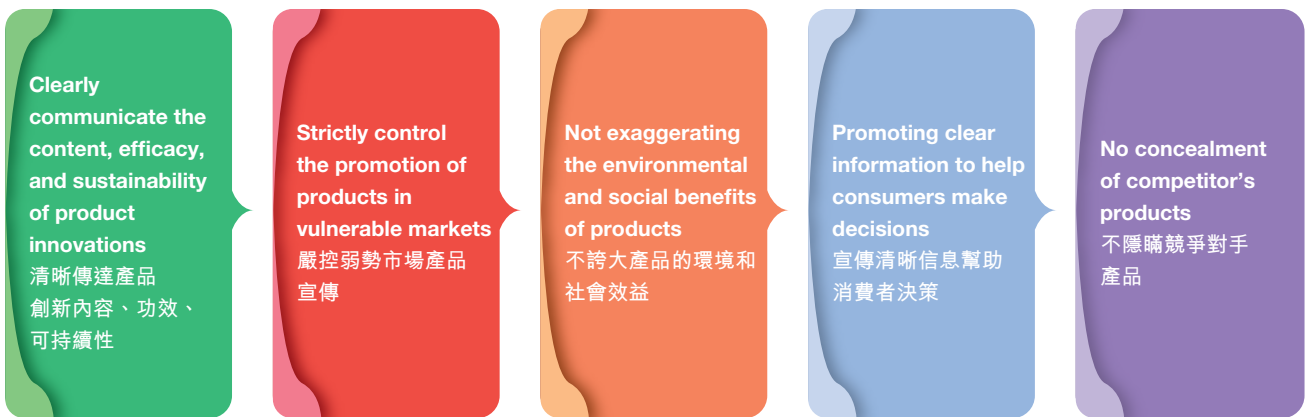 Clearly
communicate the
content, efficacy,
and sustainability
of product
innovations
清晰傳達產品
創新內容、功效、
可持續性
Strictly control
the promotion of
products in
vulnerable markets
嚴控弱勢市場產品
宣傳
Not exaggerating
the environmental
and social benefits
of products
不誇大產品的環境和
社會效益
Promoting clear
information to help
consumers make
decisions
宣傳清晰信息幫助
消費者決策
No concealment
of competitor’s
products
不隱瞞競爭對手
產品